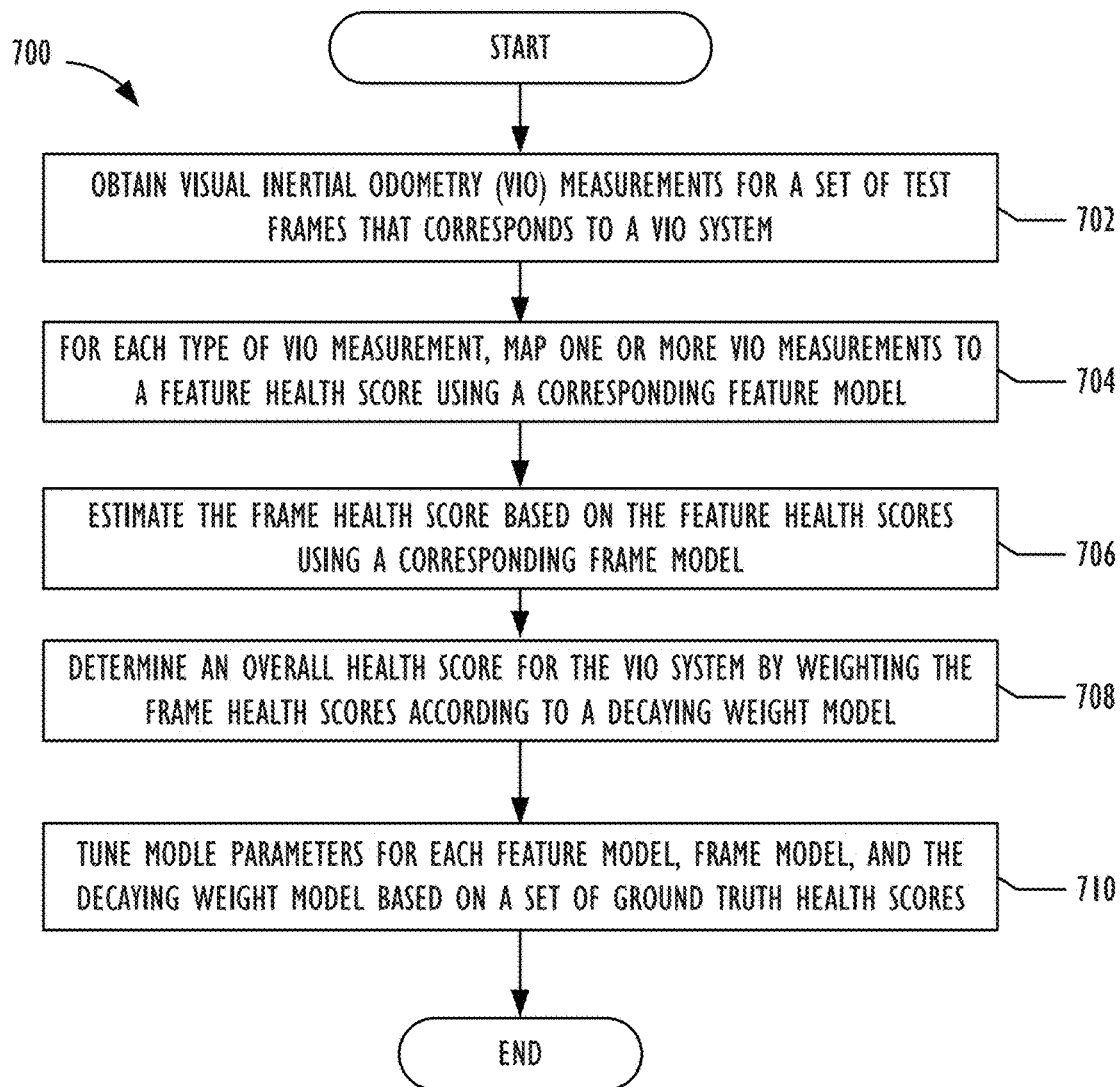 700
START
OBTAIN VISUAL INERTIAL ODOMETRY (VIO) MEASUREMENTS FOR A SET OF TEST
FRAMES THAT CORRESPONDS TO A VIO SYSTEM
702
FOR EACH TYPE OF VIO MEASUREMENT, MAP ONE OR MORE VIO MEASUREMENTS TO
A FEATURE HEALTH SCORE USING A CORRESPONDING FEATURE MODEL
704
ESTIMATE THE FRAME HEALTH SCORE BASED ON THE FEATURE HEALTH SCORES
USING A CORRESPONDING FRAME MODEL
706
DETERMINE AN OVERALL HEALTH SCORE FOR THE VIO SYSTEM BY WEIGHTING THE
FRAME HEALTH SCORES ACCORDING TO A DECAYING WEIGHT MODEL
708
TUNE MODLE PARAMETERS FOR EACH FEATURE MODEL, FRAME MODEL, AND THE
DECAYING WEIGHT MODEL BASED ON A SET OF GROUND TRUTH HEALTH SCORES
710
END